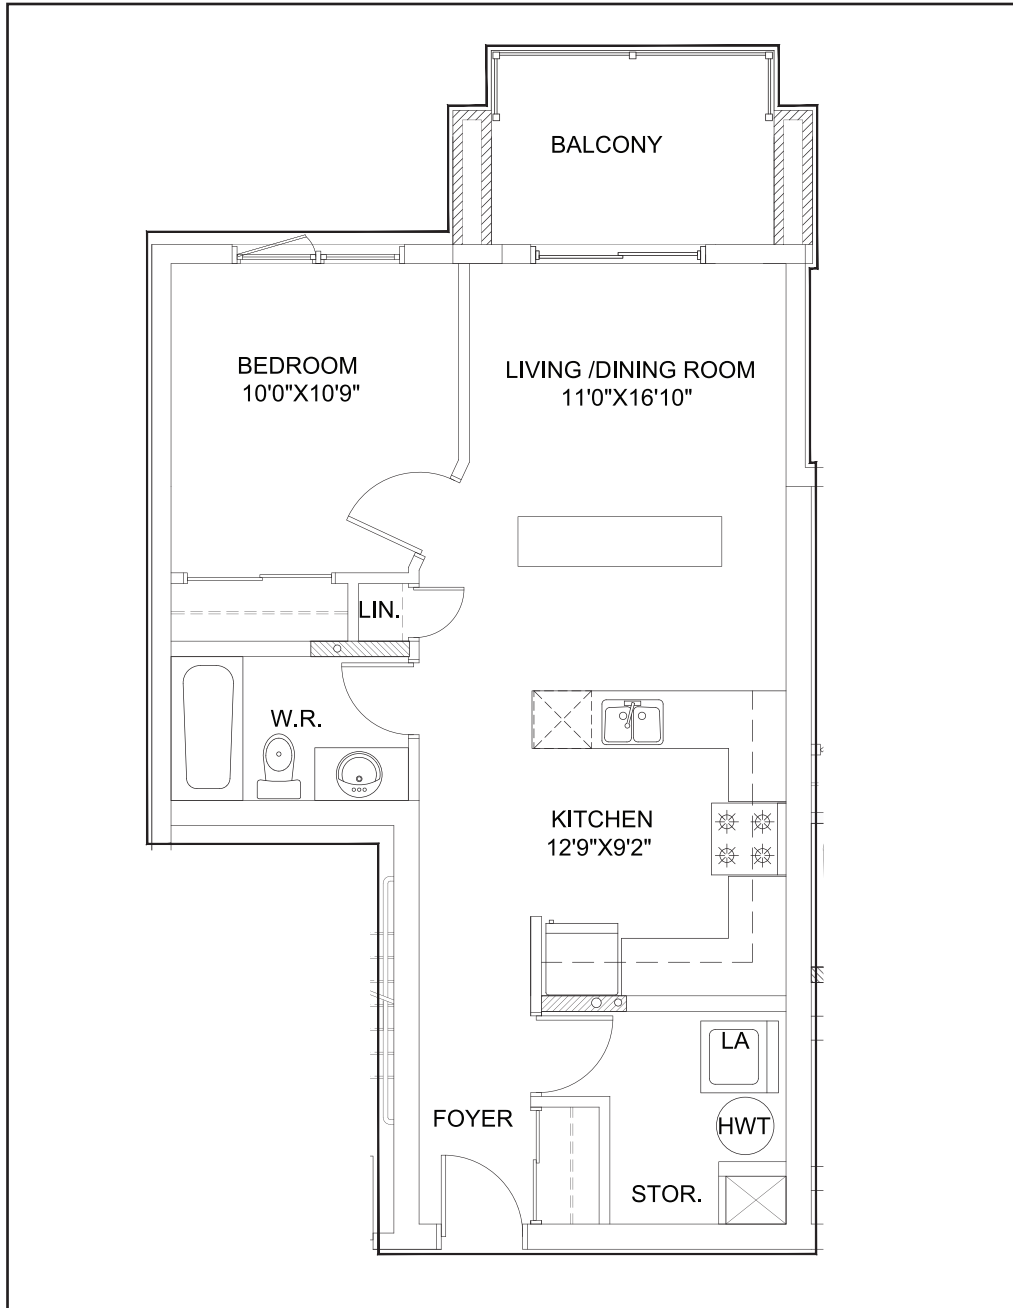 BALCONY
BEDROOM
10'0"X10'9"
LIVING /DINING ROOM
11'0"X16'10"
LIN.
W.R.
KITCHEN
12'9"X9'2"
LA
FOYER
HWT
STOR.